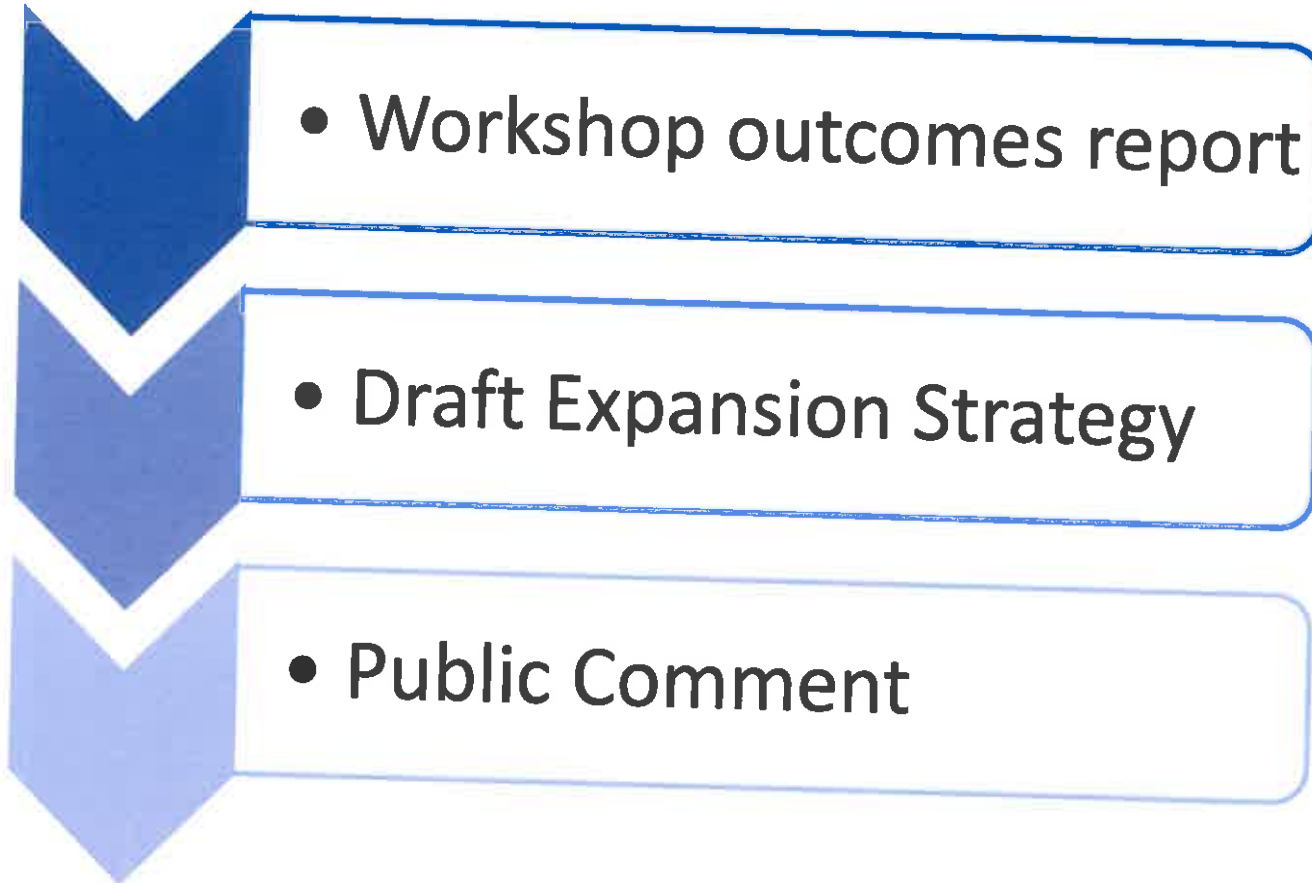 • Workshop outcomes report
• Draft Expansion Strategy
• Public Comment